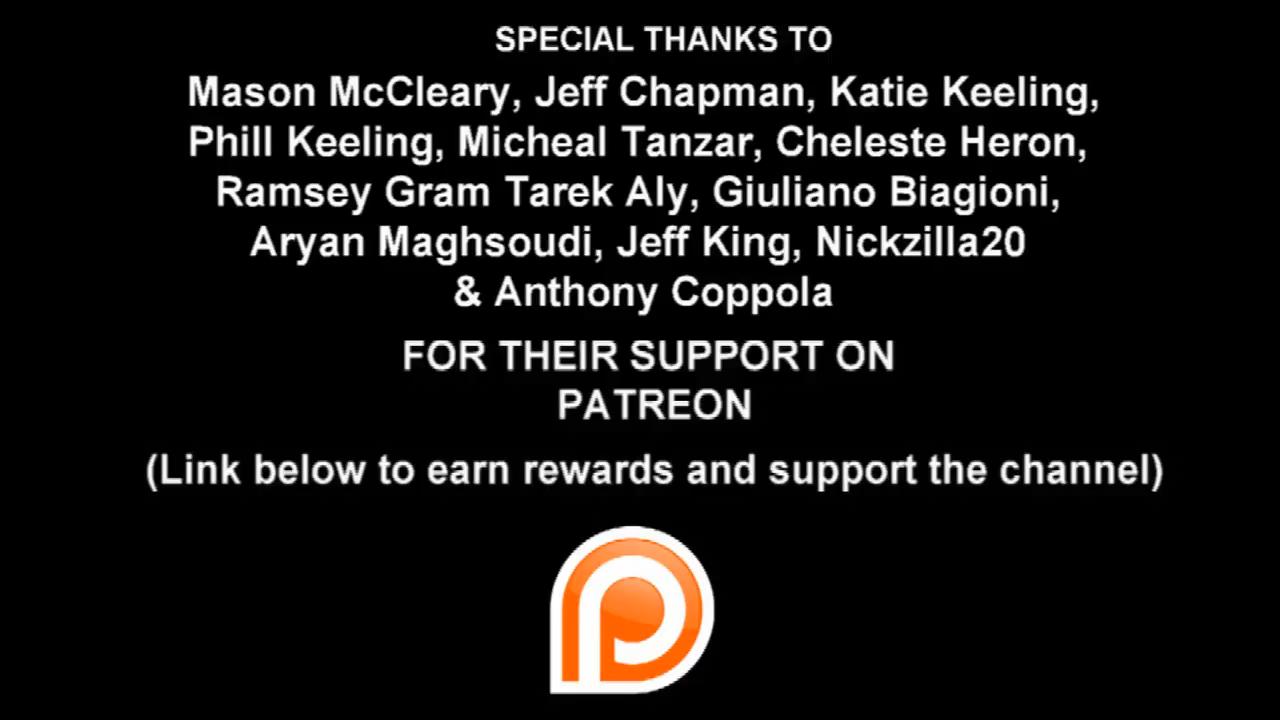 SPECIAL THANKS TO
Mason McCleary, Jeff Chapman, Katie Keeling,
Phill Keeling, Micheal Tanzar, Cheleste Heron,
Ramsey Gram Tarek Aly, Giuliano Biagioni,
Aryan Maghsoudi, Jeff King, Nickzilla20
& Anthony Coppola
FOR THEIR SUPPORT ON
PATREON
(Link below to earn rewards and support the channel)